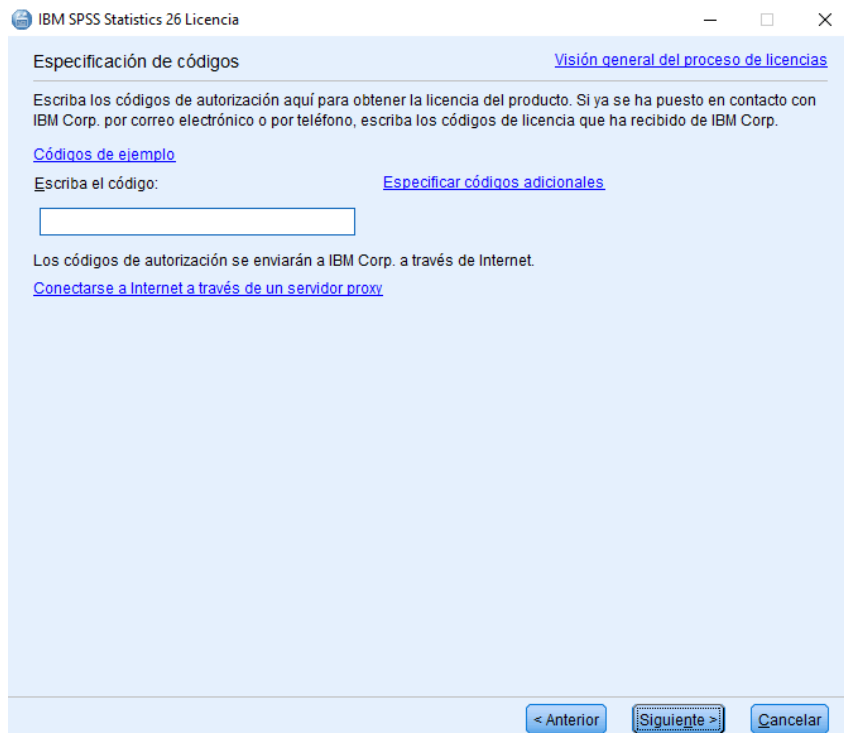 IBM SPSS Statistics 26 Licencia
Especificación de códigos
Visión general del proceso de licencias
Escriba los códigos de autorización aquí para obtener la licencia del producto. Si ya se ha puesto en contacto con
IBM Corp. por correo electrónico o por teléfono, escriba los códigos de licencia que ha recibido de IBM Corp.
Códigos de ejemplo
Escriba el código:
Especificar códigos adicionales
Los códigos de autorización se enviarán a IBM Corp. a través de Internet.
Conectarse a Internet a través de un servidor proxy
< Anterior
Siguiente >
Cancelar